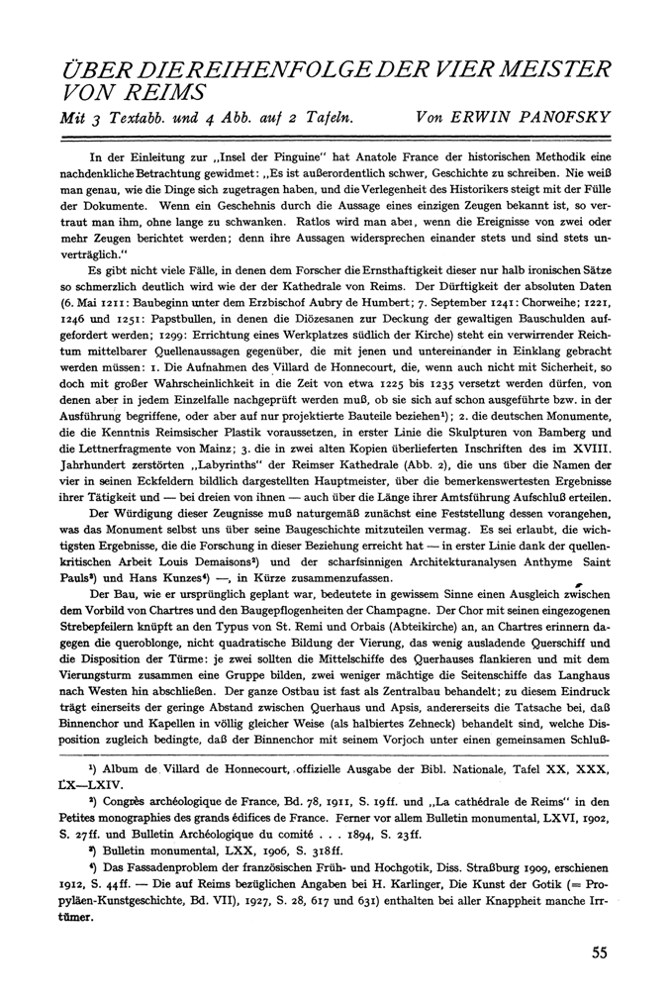 ÜBER DIE REIHENFOLGE DER VIER MEISTER
VON REIMS
Mit 3 Textabb. und 4 Abb. auf 2 Tafeln. Von ERWIN PANOFSKY
In der Einleitung zur „Insel der Pinguine“ hat Anatole France der historischen Methodik eine
nachdenkliche Betrachtung gewidmet: „Es ist außerordentlich schwer, Geschichte zu schreiben. Nie weiß
man genau, wie die Dinge sich zugetragen haben, und die Verlegenheit des Historikers steigt mit der Fülle
der Dokumente. Wenn ein Geschehnis durch die Aussage eines einzigen Zeugen bekannt ist, so ver-
traut man ihm, ohne lange zu schwanken. Ratlos wird man aber, wenn die Ereignisse von zwei oder
mehr Zeugen berichtet werden; denn ihre Aussagen widersprechen einander stets und sind stets un-
verträglich.“
Es gibt nicht viele Fälle, in denen dem Forscher die Ernsthaftigkeit dieser nur halb ironischen Sätze
so schmerzlich deutlich wird wie der der Kathedrale von Reims. Der Dürftigkeit der absoluten Daten
(6. Mai 1211: Baubeginn unter dem Erzbischof Aubry de Humbert; 7. September 1241: Chorweihe; 1221,
1246 und 1251: Papstbullen, in denen die Diözesanen zur Deckung der gewaltigen Bauschulden auf-
gefordert werden; 1299: Errichtung eines Werkplatzes südlich der Kirche) steht ein verwirrender Reich-
tum mittelbarer Quellenaussagen gegenüber, die mit jenen und untereinander in Einklang gebracht
werden müssen: 1. Die Aufnahmen des Villard de Honnecourt, die, wenn auch nicht mit Sicherheit, so
doch mit großer Wahrscheinlichkeit in die Zeit von etwa 1225 bis 1235 versetzt werden dürfen, von
denen aber in jedem Einzelfalle nachgeprüft werden muß, ob sie sich auf schon ausgeführte bzw. in der
Ausführung begriffene, oder aber auf nur projektierte Bauteile beziehen¹); 2. die deutschen Monumente,
die die Kenntnis Reimsischer Plastik voraussetzen, in erster Linie die Skulpturen von Bamberg und
die Lettnerfragmente von Mainz; 3. die in zwei alten Kopien überlieferten Inschriften des im XVIII.
Jahrhundert zerstörten „Labyrinths“ der Reimser Kathedrale (Abb. 2), die uns über die Namen der
vier in seinen Eckfeldern bildlich dargestellten Hauptmeister, über die bemerkenswertesten Ergebnisse
ihrer Tätigkeit und — bei dreien von ihnen — auch über die Länge ihrer Amtsführung Aufschluß erteilen.
Der Würdigung dieser Zeugnisse muß naturgemäß zunächst eine Feststellung dessen vorangehen,
was das Monument selbst uns über seine Baugeschichte mitzuteilen vermag. Es sei erlaubt, die wich-
tigsten Ergebnisse, die die Forschung in dieser Beziehung erreicht hat — in erster Linie dank der quellen-
kritischen Arbeit Louis Demaisons²) und der scharfsinnigen Architekturanalysen Anthyme Saint
Pauls³) und Hans Kunzes⁴) —, in Kürze zusammenzufassen.
Der Bau, wie er ursprünglich geplant war, bedeutete in gewissem Sinne einen Ausgleich zwischen
dem Vorbild von Chartres und den Baugepflogenheiten der Champagne. Der Chor mit seinen eingezogenen
Strebepfeilern knüpft an den Typus von St. Remi und Orbais (Abteikirche) an, an Chartres erinnern da-
gegen die queroblonge, nicht quadratische Bildung der Vierung, das wenig ausladende Querschiff und
die Disposition der Türme: je zwei sollten die Mittelschiffe des Querhauses flankieren und mit dem
Vierungsturm zusammen eine Gruppe bilden, zwei weniger mächtige die Seitenschiffe das Langhaus
nach Westen hin abschließen. Der ganze Ostbau ist fast als Zentralbau behandelt; zu diesem Eindruck
trägt einerseits der geringe Abstand zwischen Querhaus und Apsis, andererseits die Tatsache bei, daß
Binnenchor und Kapellen in völlig gleicher Weise (als halbiertes Zehneck) behandelt sind, welche Dis-
position zugleich bedingte, daß der Binnenchor mit seinem Vorjoch unter einen gemeinsamen Schluß-
¹) Album de Villard de Honnecourt, offizielle Ausgabe der Bibl. Nationale, Tafel XX, XXX,
LX—LXIV.
²) Congrès archéologique de France, Bd. 78, 1911, S. 19ff. und „La cathédrale de Reims“ in den
Petites monographies des grands édifices de France. Ferner vor allem Bulletin monumental, LXVI, 1902,
S. 27ff. und Bulletin Archéologique du comité . . . 1894, S. 23ff.
³) Bulletin monumental, LXX, 1906, S. 318ff.
⁴) Das Fassadenproblem der französischen Früh- und Hochgotik, Diss. Straßburg 1909, erschienen
1912, S. 44ff. — Die auf Reims bezüglichen Angaben bei H. Karlinger, Die Kunst der Gotik (= Pro-
pyläen-Kunstgeschichte, Bd. VII), 1927, S. 28, 617 und 631) enthalten bei aller Knappheit manche Irr-
tümer.
55